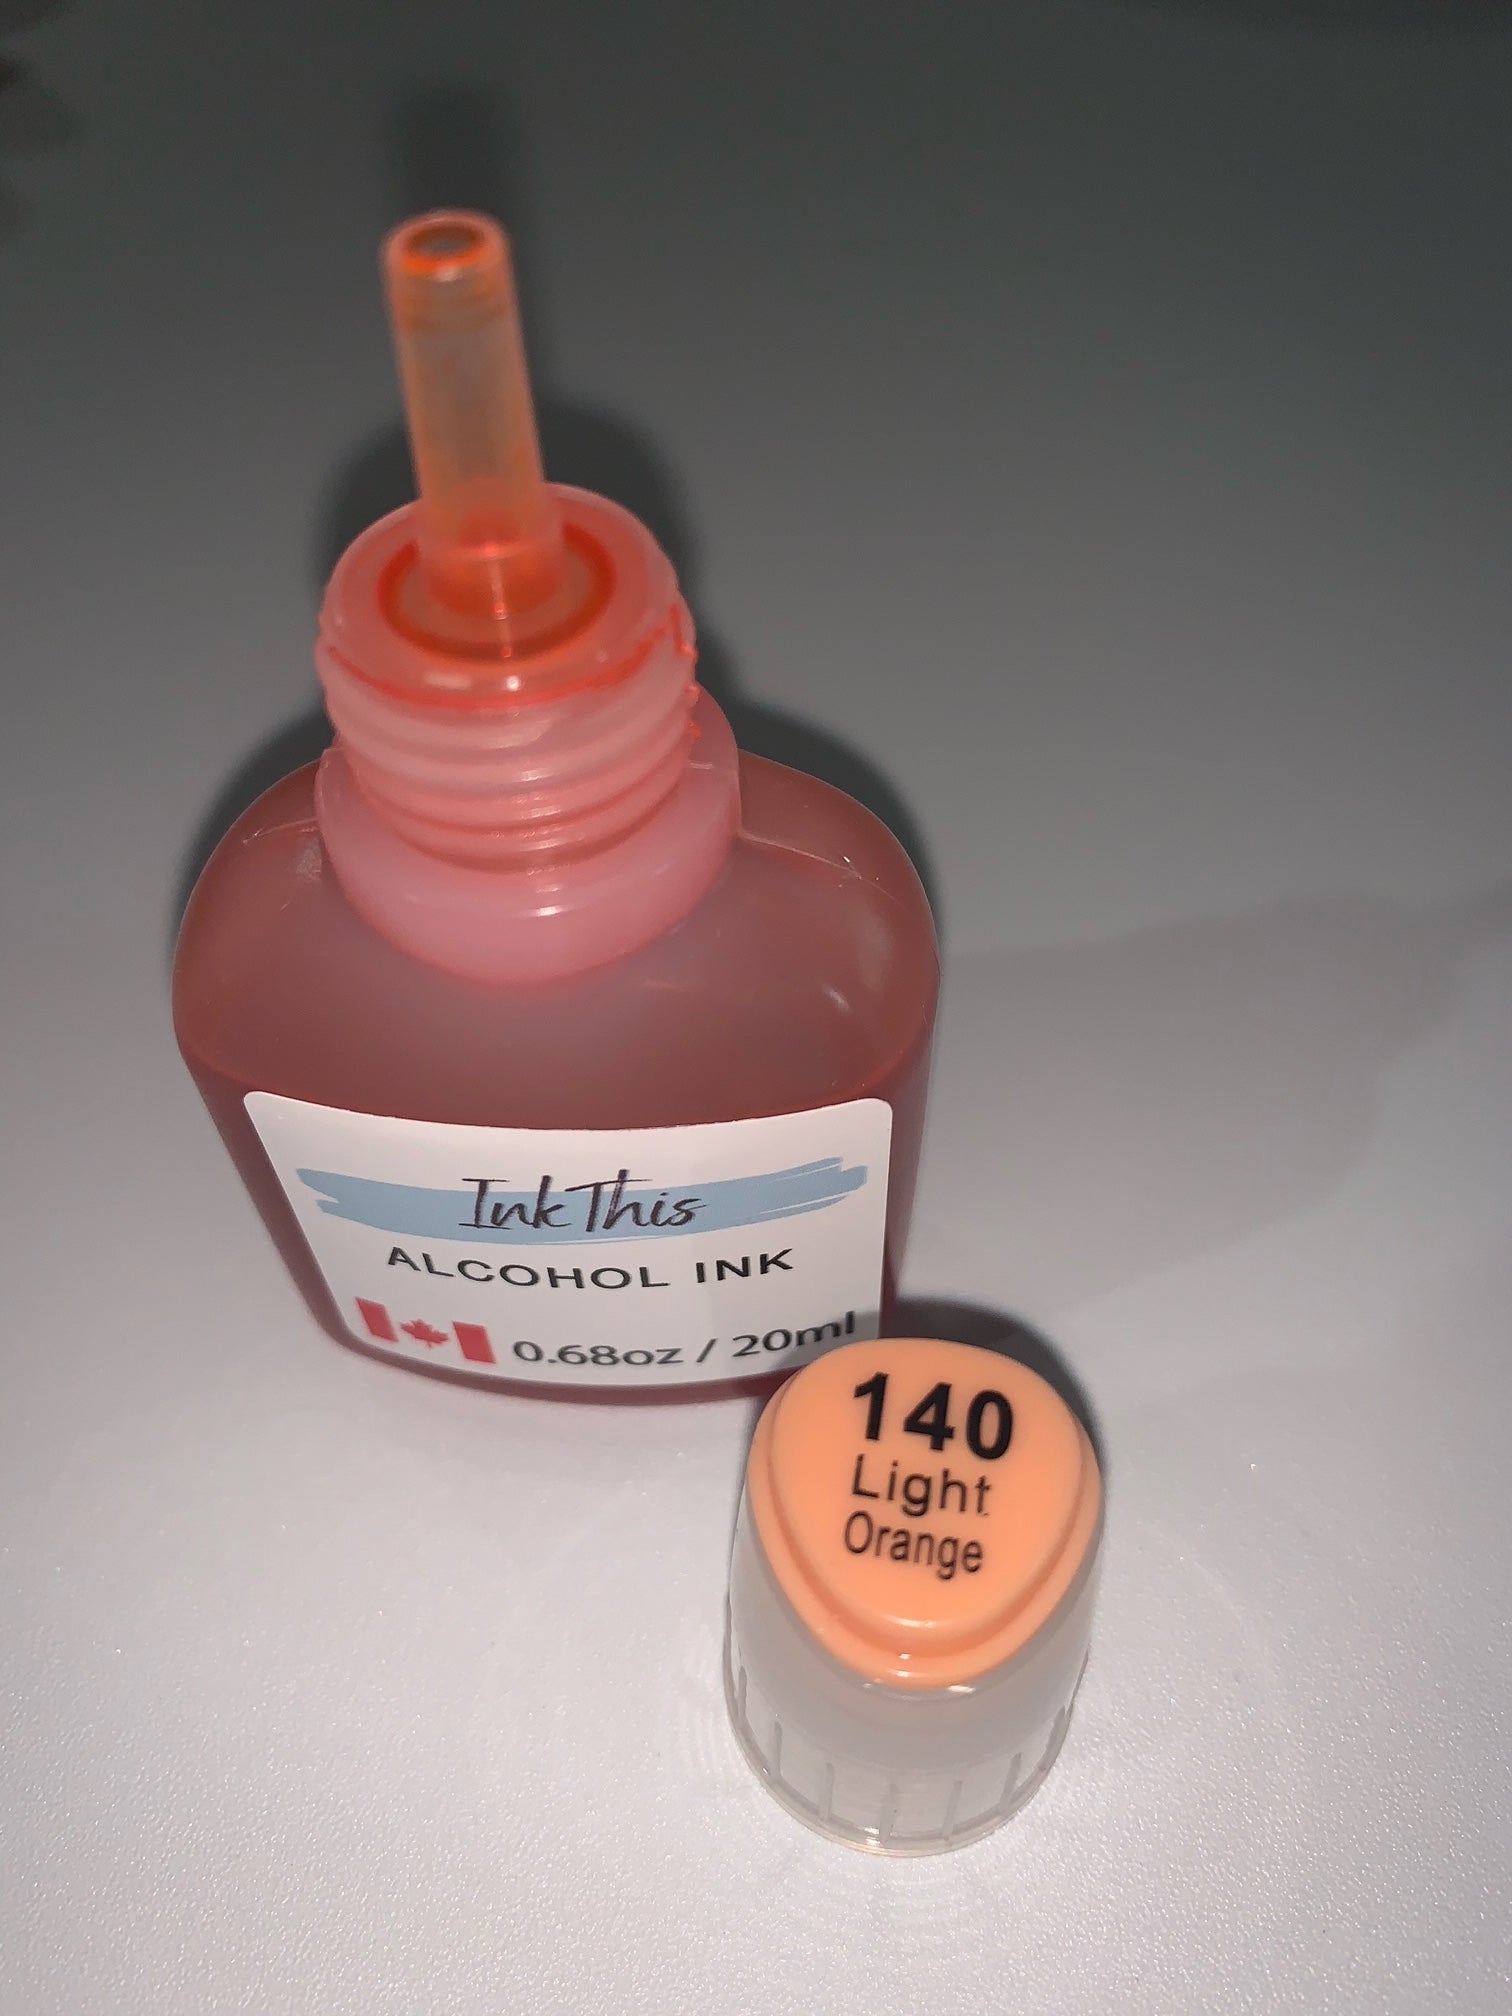 Ink This
ALCOHOL INK
0.68oz / 20ml
140
Light
Orange